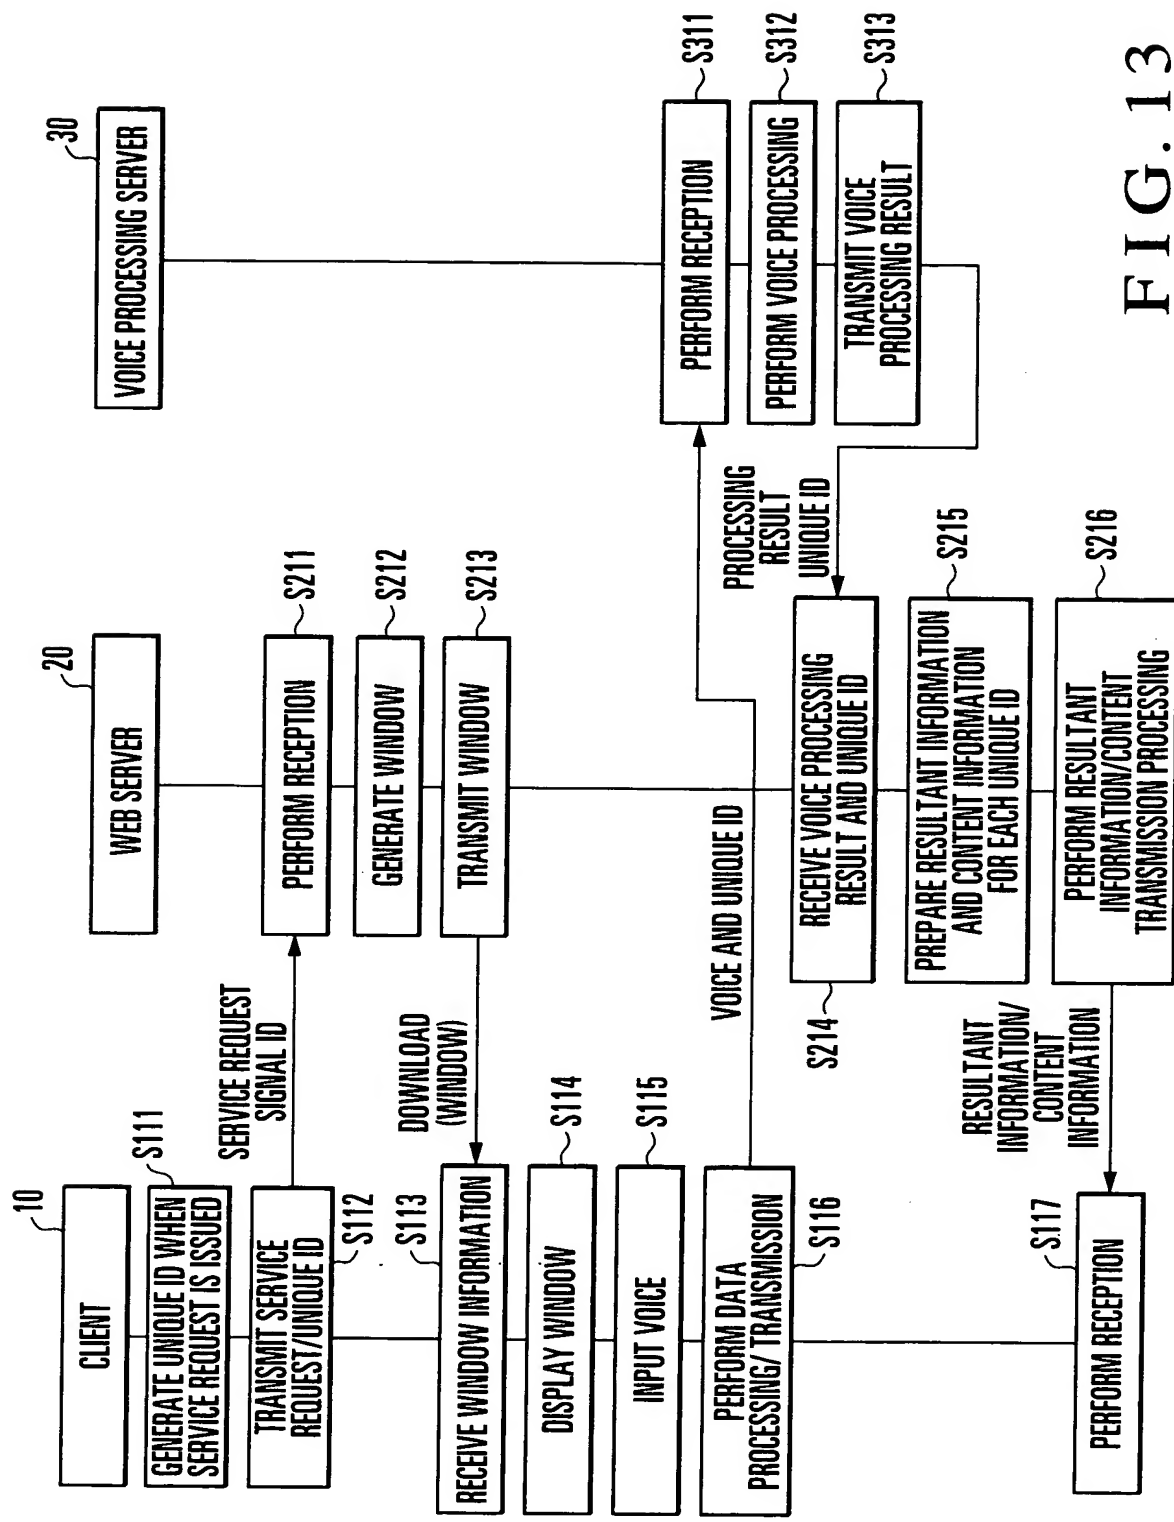 10
CLIENT
S111
GENERATE UNIQUE ID WHEN
SERVICE REQUEST IS ISSUED
TRANSMIT SERVICE
REQUEST/UNIQUE ID
S112
SERVICE REQUEST
SIGNAL ID
S113
RECEIVE WINDOW INFORMATION
DOWNLOAD
(WINDOW)
S114
DISPLAY WINDOW
S115
INPUT VOICE
PERFORM DATA
PROCESSING/ TRANSMISSION
S116
VOICE AND UNIQUE ID
S117
PERFORM RECEPTION
RESULTANT
INFORMATION/
CONTENT
INFORMATION
20
WEB SERVER
S211
PERFORM RECEPTION
S212
GENERATE WINDOW
S213
TRANSMIT WINDOW
S214
RECEIVE VOICE PROCESSING
RESULT AND UNIQUE ID
S215
PREPARE RESULTANT INFORMATION
AND CONTENT INFORMATION
FOR EACH UNIQUE ID
S216
PERFORM RESULTANT
INFORMATION/CONTENT
TRANSMISSION PROCESSING
30
VOICE PROCESSING SERVER
S311
PERFORM RECEPTION
S312
PERFORM VOICE PROCESSING
S313
TRANSMIT VOICE
PROCESSING RESULT
PROCESSING
RESULT
UNIQUE ID
FIG. 13